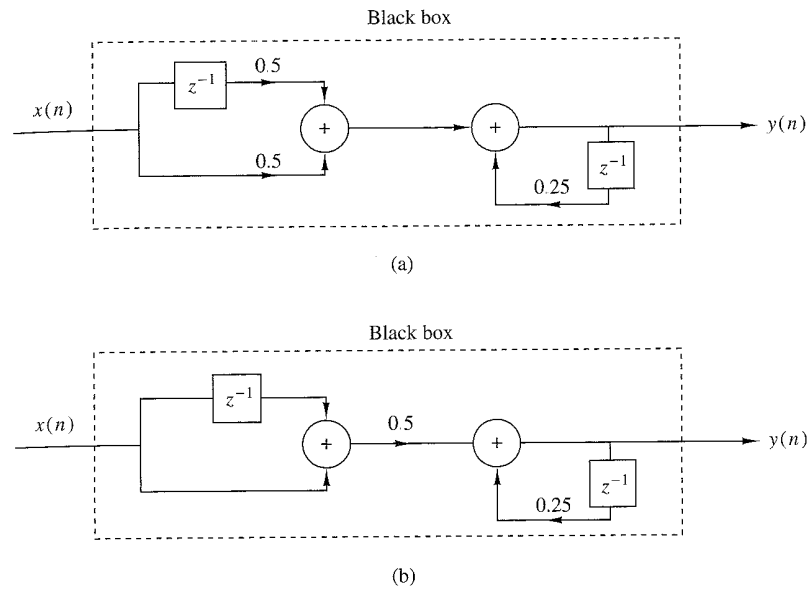 Black box
x(n)
z⁻¹
0.5
+
0.5
+
0.25
z⁻¹
y(n)
(a)
Black box
x(n)
z⁻¹
+
0.5
+
0.25
z⁻¹
y(n)
(b)